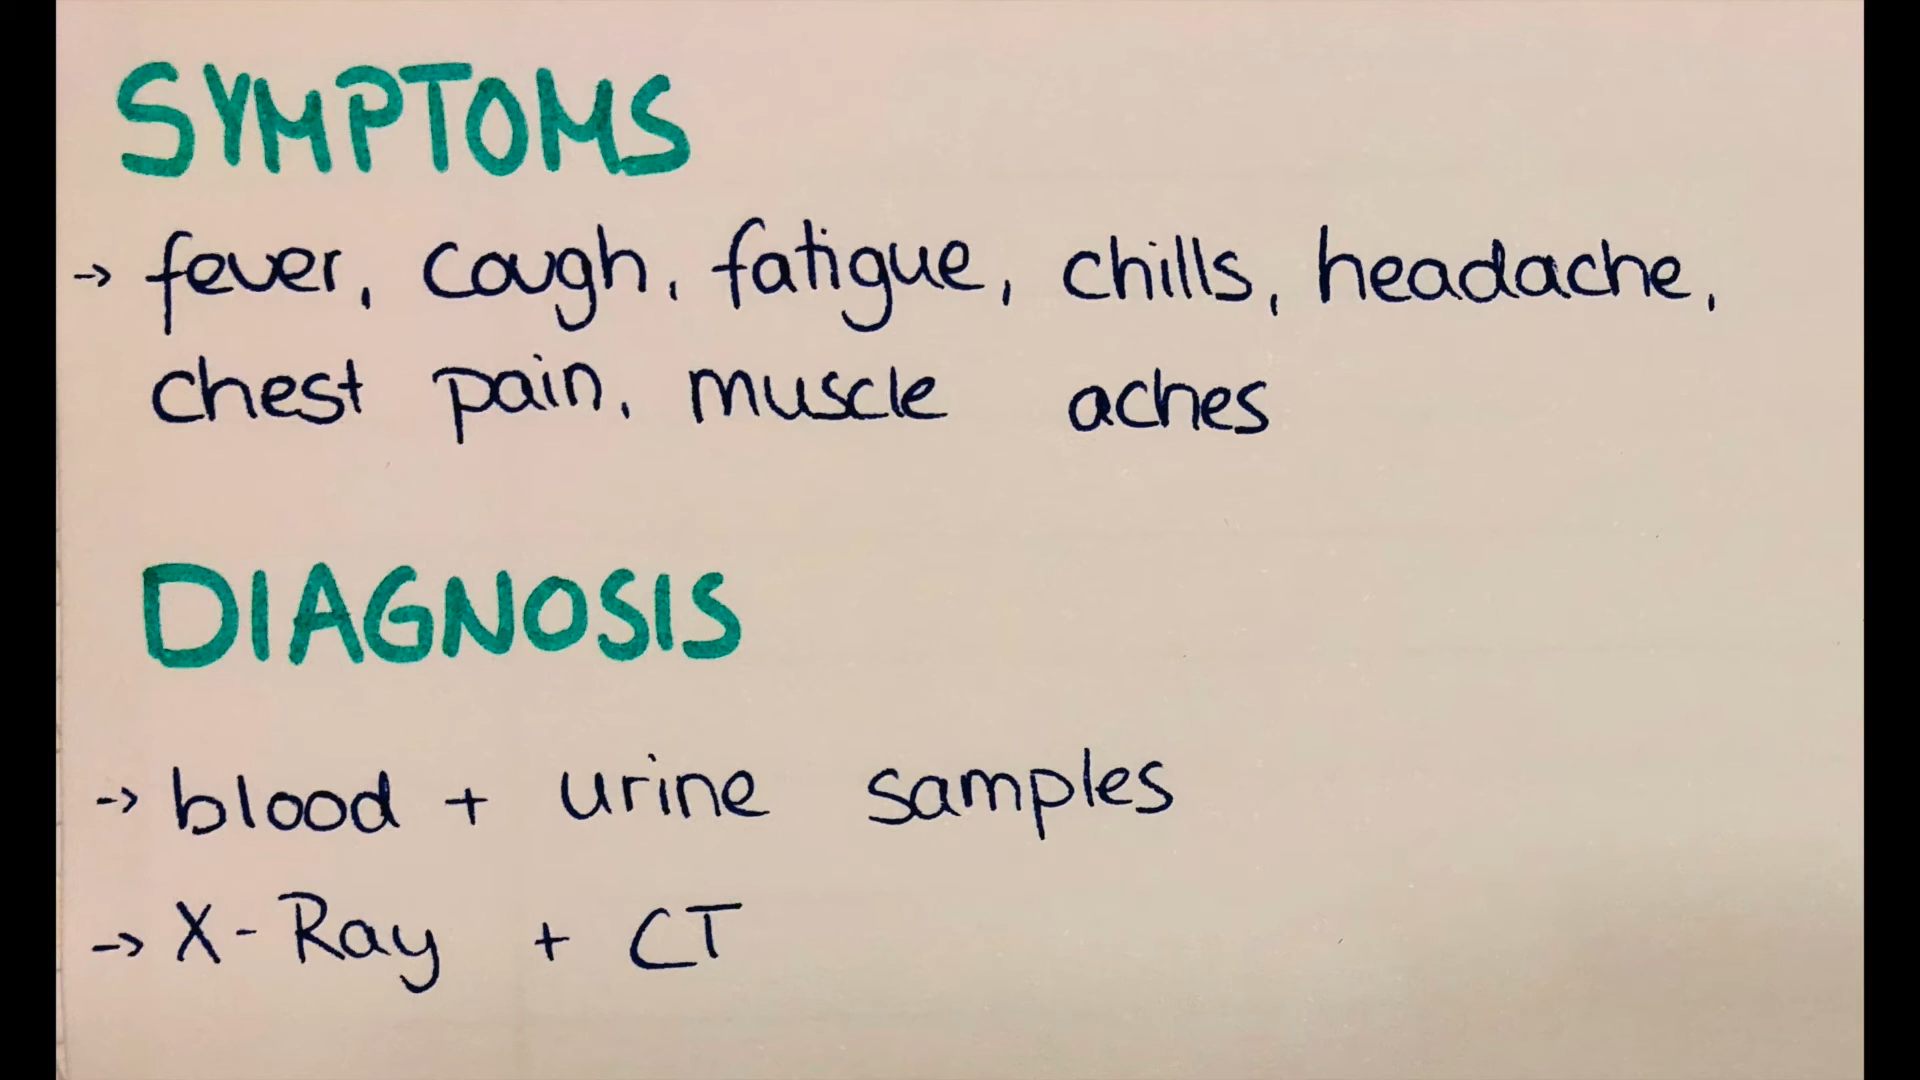 SYMPTOMS
→ fever, cough, fatigue, chills, headache,
chest pain, muscle aches
DIAGNOSIS
→ blood + urine samples
→ X-Ray + CT